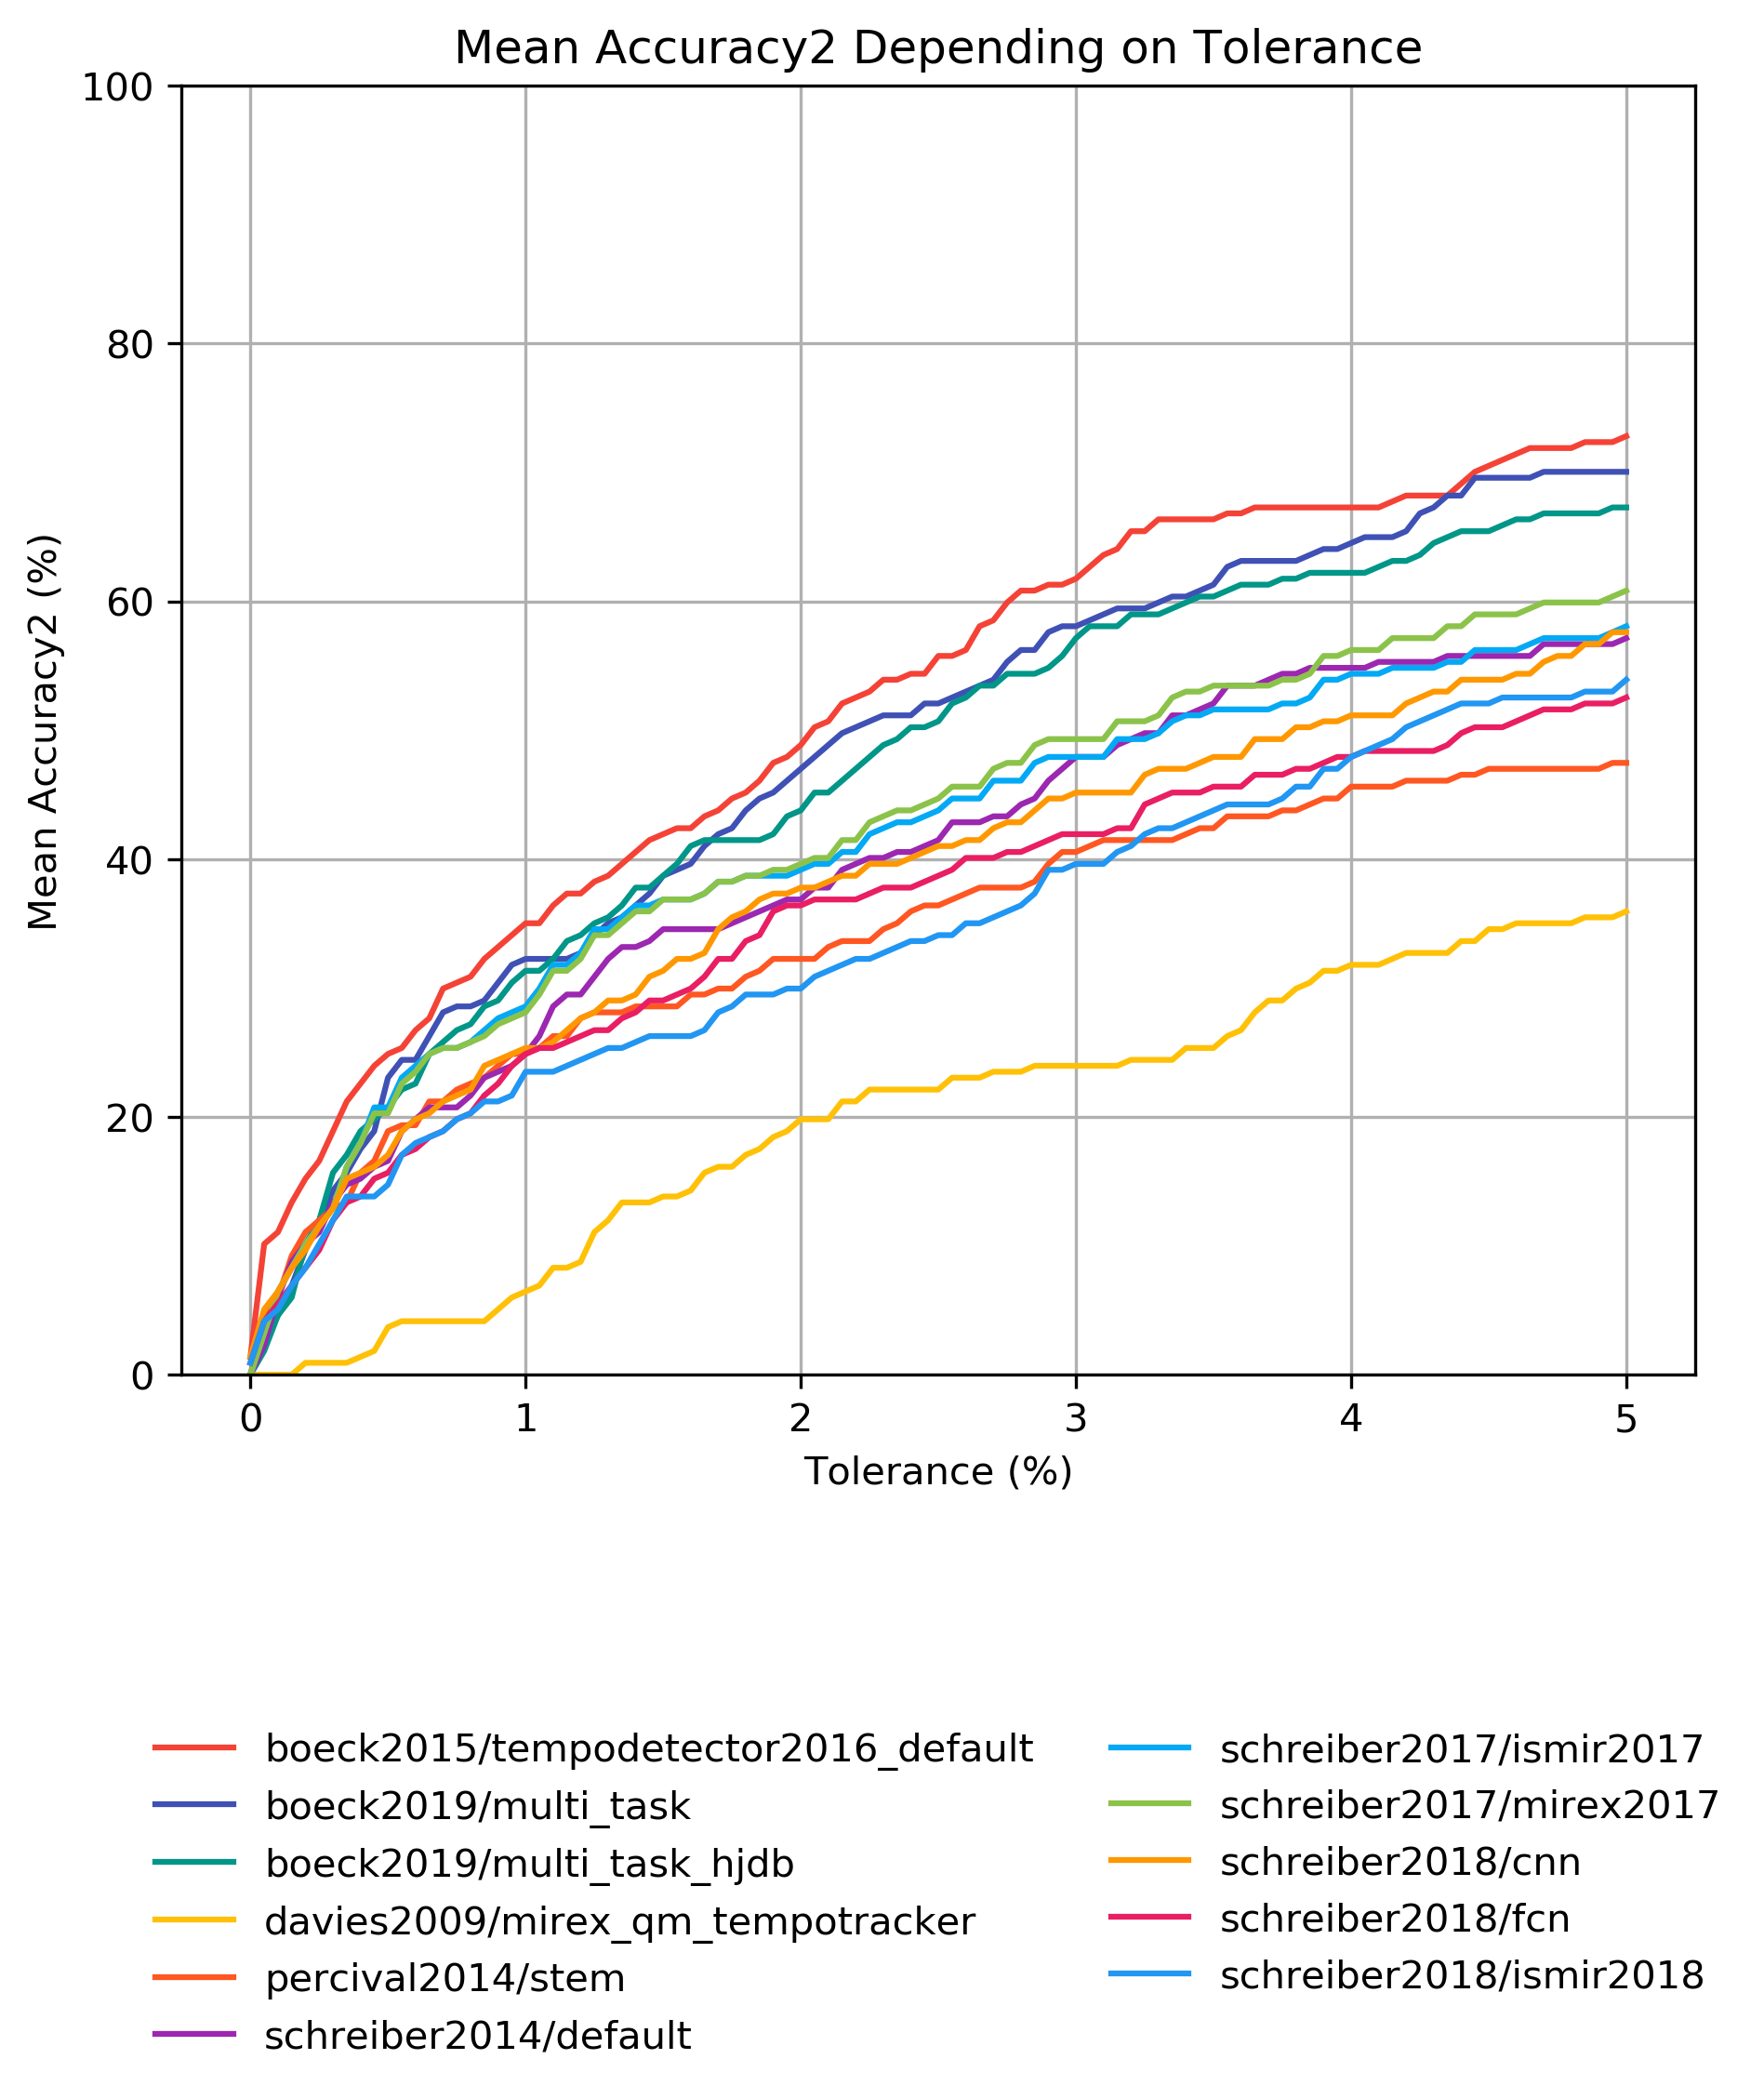 Mean Accuracy2 Depending on Tolerance
100
80
60
40
20
0
Mean Accuracy2 (%)
0 1 2 3 4 5
Tolerance (%)
boeck2015/tempodetector2016_default
boeck2019/multi_task
boeck2019/multi_task_hjdb
davies2009/mirex_qm_tempotracker
percival2014/stem
schreiber2014/default
schreiber2017/ismir2017
schreiber2017/mirex2017
schreiber2018/cnn
schreiber2018/fcn
schreiber2018/ismir2018